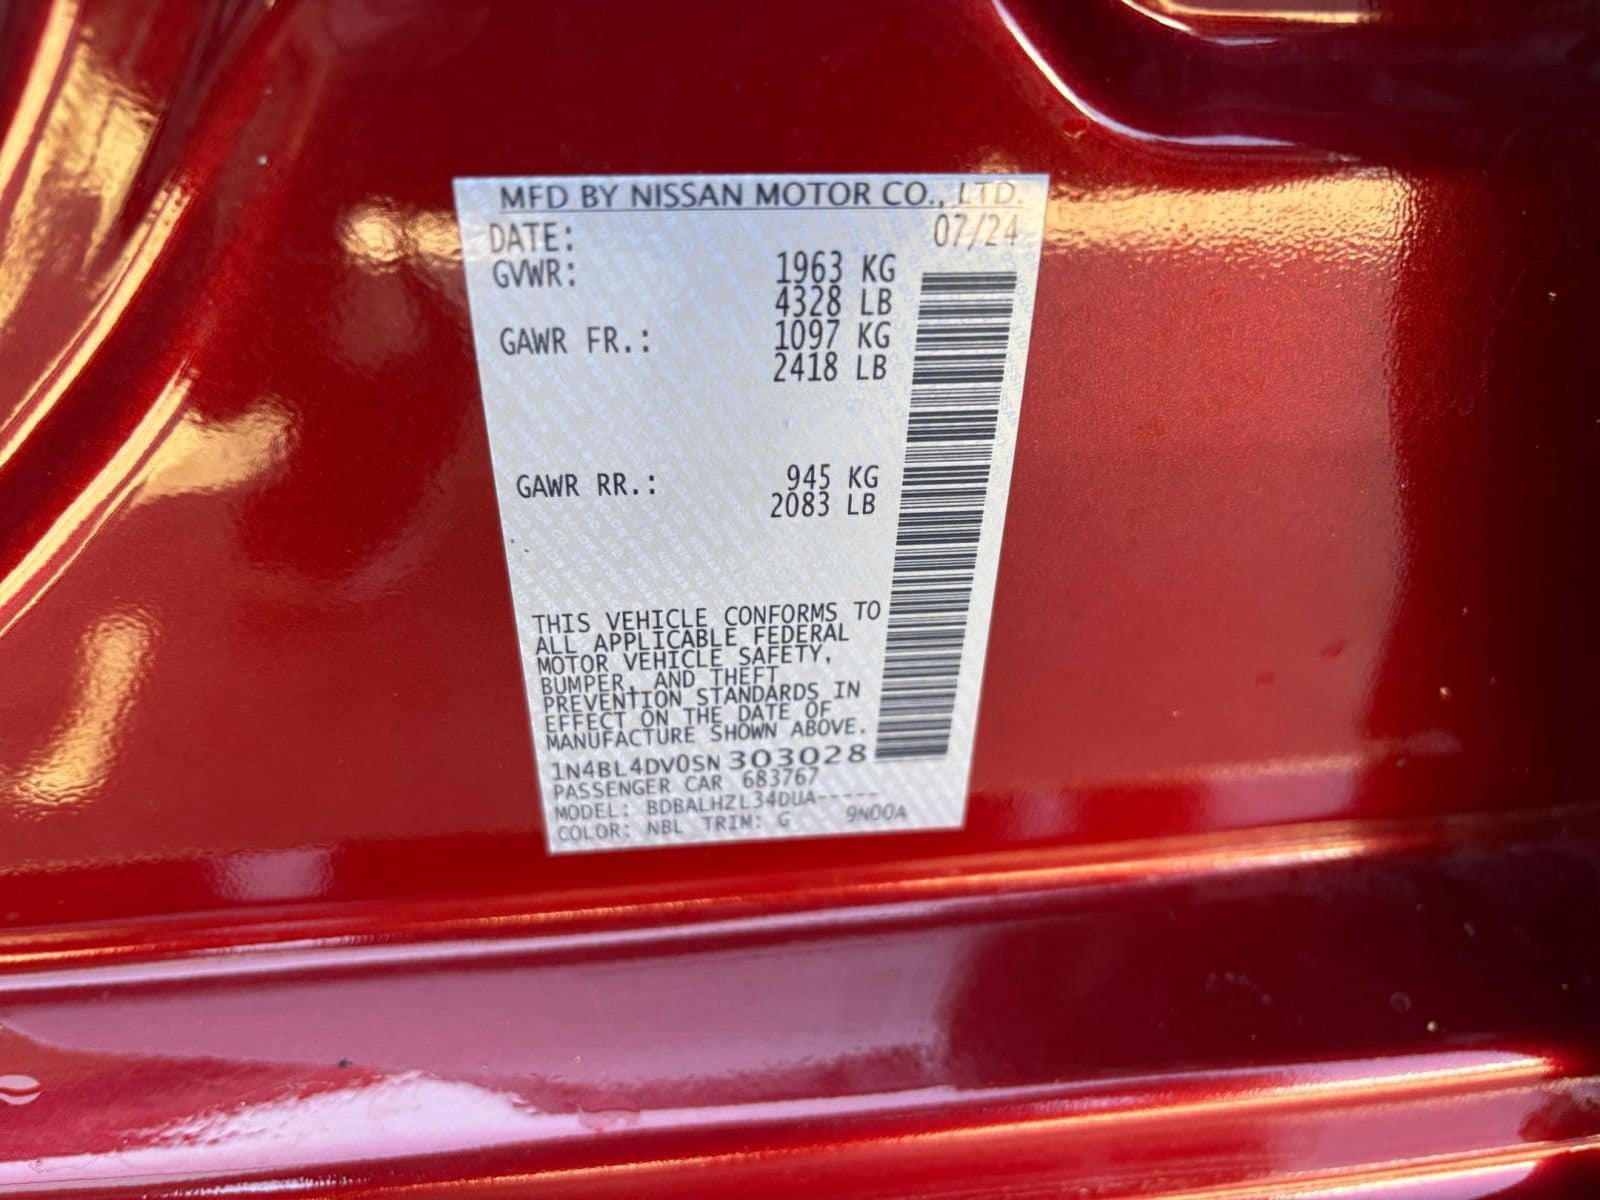 MFD BY NISSAN MOTOR CO., LTD.
DATE: 07/24
GVWR: 1963 KG
4328 LB
GAWR FR.: 1097 KG
2418 LB
GAWR RR.: 945 KG
2083 LB
THIS VEHICLE CONFORMS TO
ALL APPLICABLE FEDERAL
MOTOR VEHICLE SAFETY,
BUMPER, AND THEFT
PREVENTION STANDARDS IN
EFFECT ON THE DATE OF
MANUFACTURE SHOWN ABOVE.
1N4BL4DV0SN303028
PASSENGER CAR 683767
MODEL: BDBALHZL34DUA-----
COLOR: NBL TRIM: G 9N00A